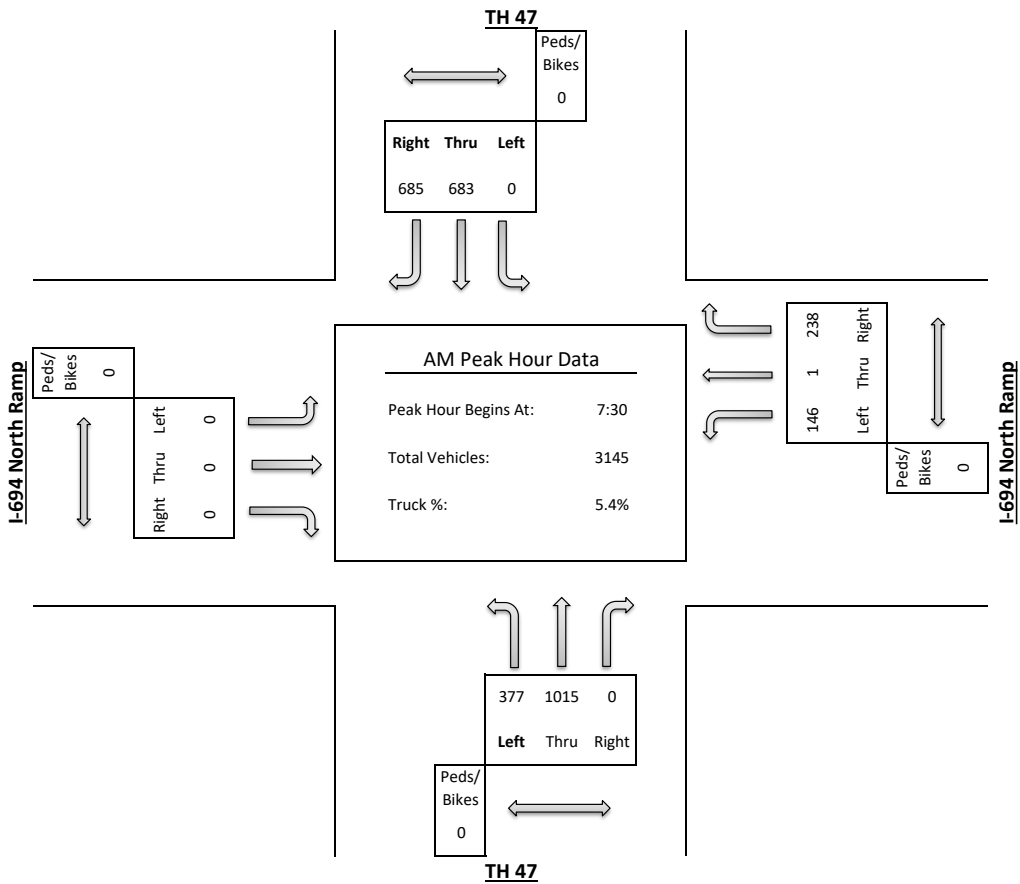 TH 47
Peds/
Bikes
0
Right Thru Left
685 683 0
I-694 North Ramp
Peds/
Bikes
0
Left 0
Thru 0
Right 0
AM Peak Hour Data
Peak Hour Begins At: 7:30
Total Vehicles: 3145
Truck %: 5.4%
238 Right
1 Thru
146 Left
Peds/
Bikes
0
I-694 North Ramp
377 1015 0
Left Thru Right
Peds/
Bikes
0
TH 47